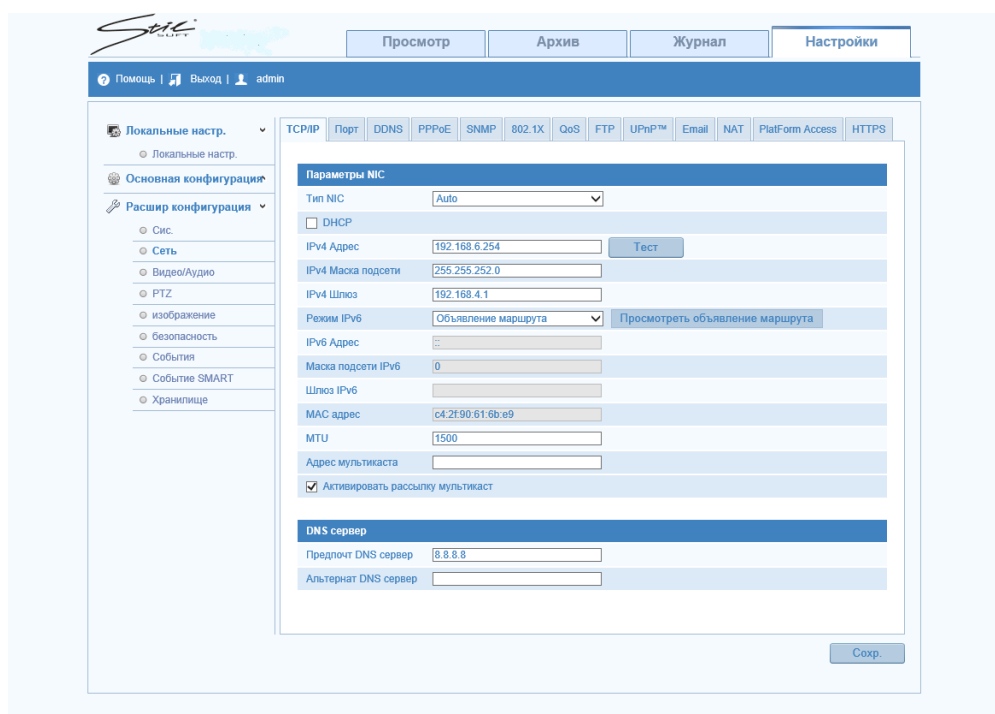 Stil SOFT
Просмотр Архив Журнал Настройки
Помощь | Выход | admin
Локальные настр.
Локальные настр.
Основная конфигурация
Расшир конфигурация
Сис.
Сеть
Видео/Аудио
PTZ
изображение
безопасность
События
Событие SMART
Хранилище
TCP/IP Порт DDNS PPPoE SNMP 802.1X QoS FTP UPnP™ Email NAT PlatForm Access HTTPS
Параметры NIC
Тип NIC Auto
DHCP
IPv4 Адрес 192.168.6.254 Тест
IPv4 Маска подсети 255.255.252.0
IPv4 Шлюз 192.168.4.1
Режим IPv6 Объявление маршрута Просмотреть объявление маршрута
IPv6 Адрес ::
Маска подсети IPv6 0
Шлюз IPv6
MAC адрес c4:2f:90:61:6b:e9
MTU 1500
Адрес мультикаста
Активировать рассылку мультикаст
DNS сервер
Предпочт DNS сервер 8.8.8.8
Альтернат DNS сервер
Сохр.